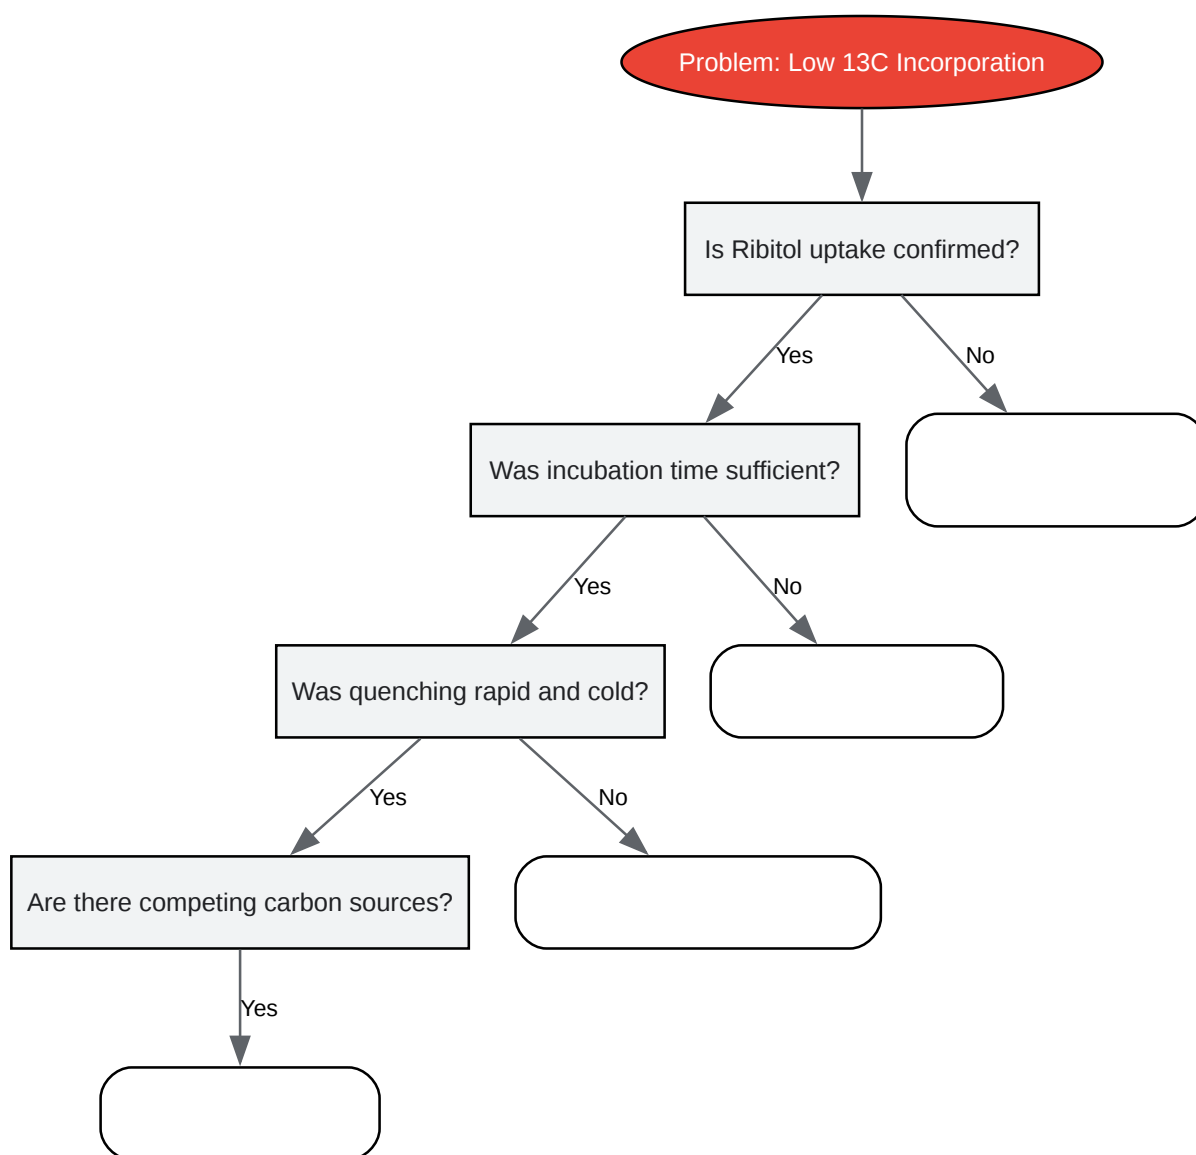 Problem: Low 13C Incorporation
Is Ribitol uptake confirmed?
Yes
No
Was incubation time sufficient?
Yes
No
Was quenching rapid and cold?
Yes
No
Are there competing carbon sources?
Yes